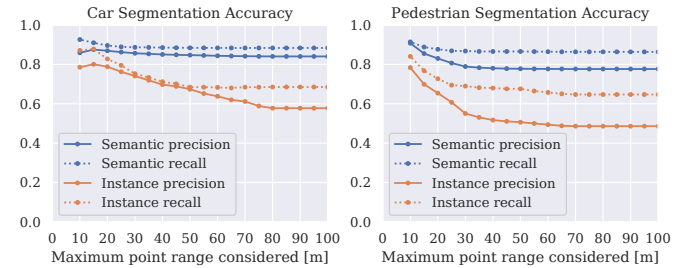 Car Segmentation Accuracy
1.0
0.8
0.6
0.4
0.2
0.0
Semantic precision
Semantic recall
Instance precision
Instance recall
0 10 20 30 40 50 60 70 80 90 100
Maximum point range considered [m]
Pedestrian Segmentation Accuracy
1.0
0.8
0.6
0.4
0.2
0.0
Semantic precision
Semantic recall
Instance precision
Instance recall
0 10 20 30 40 50 60 70 80 90 100
Maximum point range considered [m]